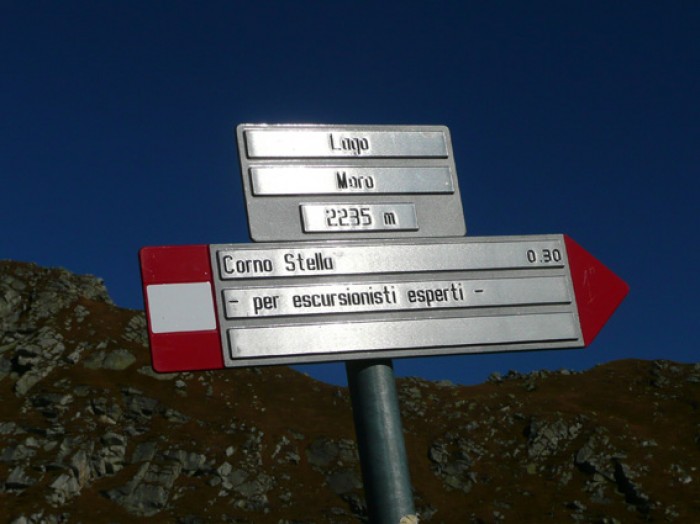 Lago
Moro
2235 m
Corno Stella 0.30
- per escursionisti esperti -